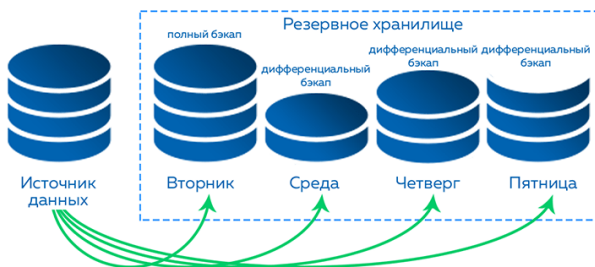 Резервное хранилище
полный бэкап
дифференциальный
бэкап
дифференциальный
бэкап
дифференциальный
бэкап
Источник
данных
Вторник
Среда
Четверг
Пятница